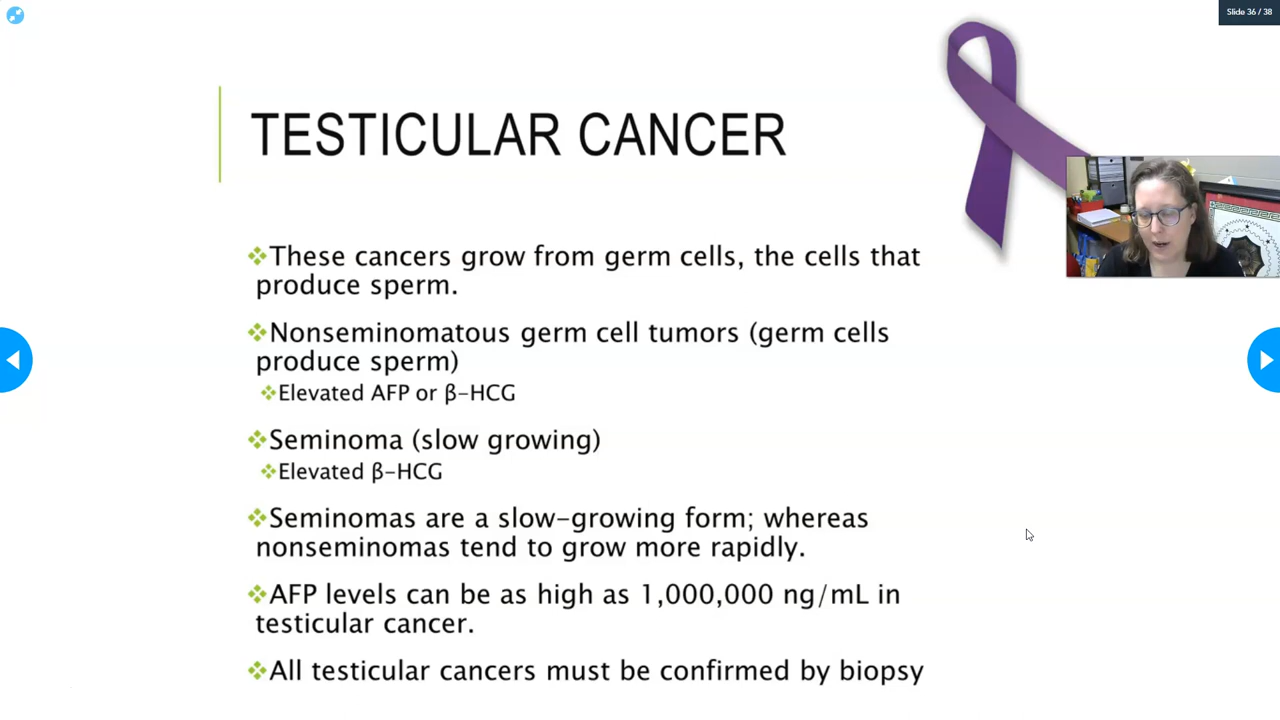 Slide 36 / 38
TESTICULAR CANCER
These cancers grow from germ cells, the cells that
produce sperm.
Nonseminomatous germ cell tumors (germ cells
produce sperm)
Elevated AFP or β-HCG
Seminoma (slow growing)
Elevated β-HCG
Seminomas are a slow-growing form; whereas
nonseminomas tend to grow more rapidly.
AFP levels can be as high as 1,000,000 ng/mL in
testicular cancer.
All testicular cancers must be confirmed by biopsy